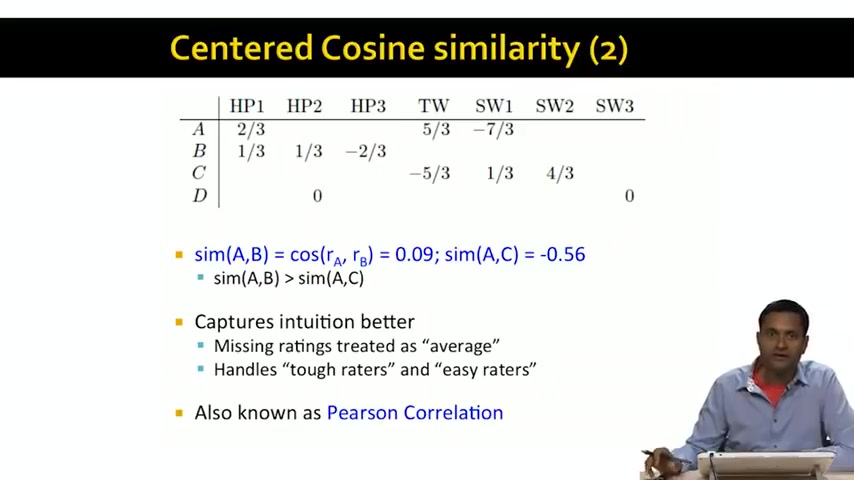 Centered Cosine similarity (2)
HP1 HP2 HP3 TW SW1 SW2 SW3
A 2/3 5/3 −7/3
B 1/3 1/3 −2/3
C −5/3 1/3 4/3
D 0 0
sim(A,B) = cos(rA, rB) = 0.09; sim(A,C) = -0.56
sim(A,B) > sim(A,C)
Captures intuition better
Missing ratings treated as “average”
Handles “tough raters” and “easy raters”
Also known as Pearson Correlation